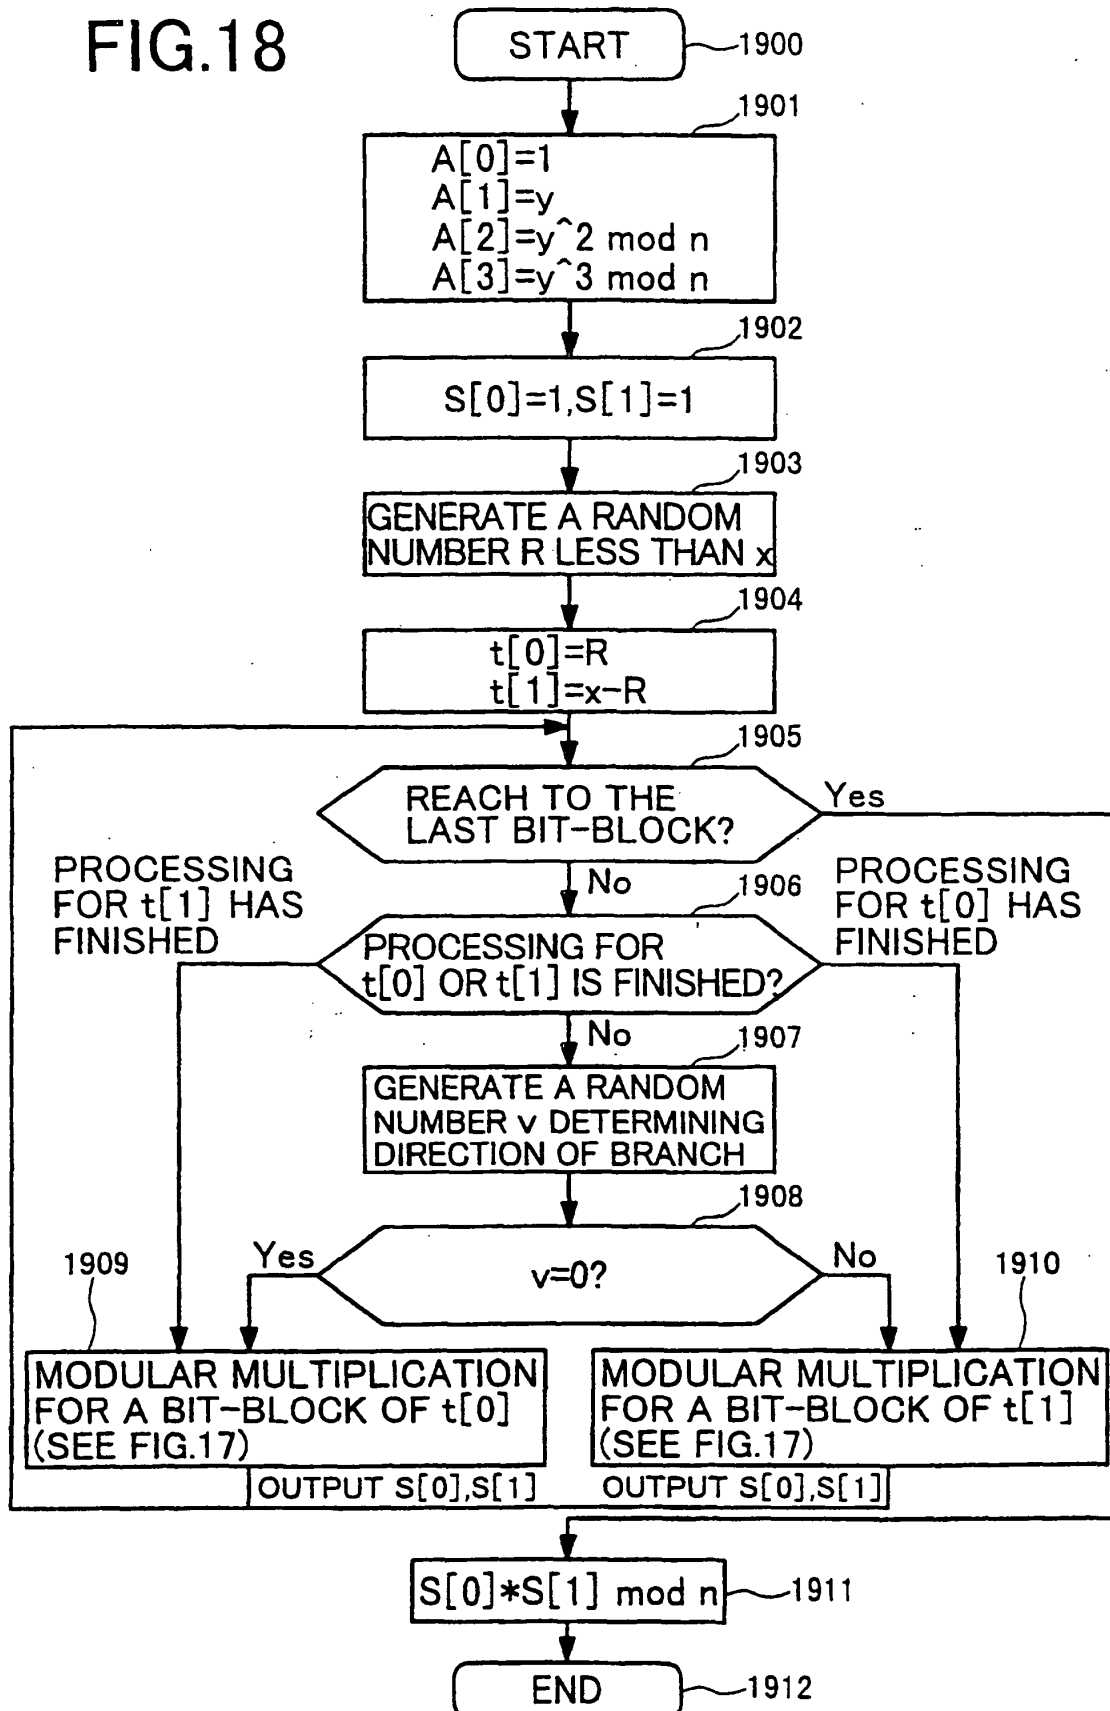 FIG.18
START
1900
1901
A[0]=1
A[1]=y
A[2]=y^2 mod n
A[3]=y^3 mod n
1902
S[0]=1,S[1]=1
1903
GENERATE A RANDOM
NUMBER R LESS THAN x
1904
t[0]=R
t[1]=x-R
1905
REACH TO THE
LAST BIT-BLOCK?
Yes
No
PROCESSING
FOR t[1] HAS
FINISHED
1906
PROCESSING
FOR t[0] HAS
FINISHED
PROCESSING FOR
t[0] OR t[1] IS FINISHED?
No
1907
GENERATE A RANDOM
NUMBER v DETERMINING
DIRECTION OF BRANCH
1908
v=0?
Yes
No
1909
1910
MODULAR MULTIPLICATION
FOR A BIT-BLOCK OF t[0]
(SEE FIG.17)
MODULAR MULTIPLICATION
FOR A BIT-BLOCK OF t[1]
(SEE FIG.17)
OUTPUT S[0],S[1]
OUTPUT S[0],S[1]
S[0]*S[1] mod n
1911
END
1912